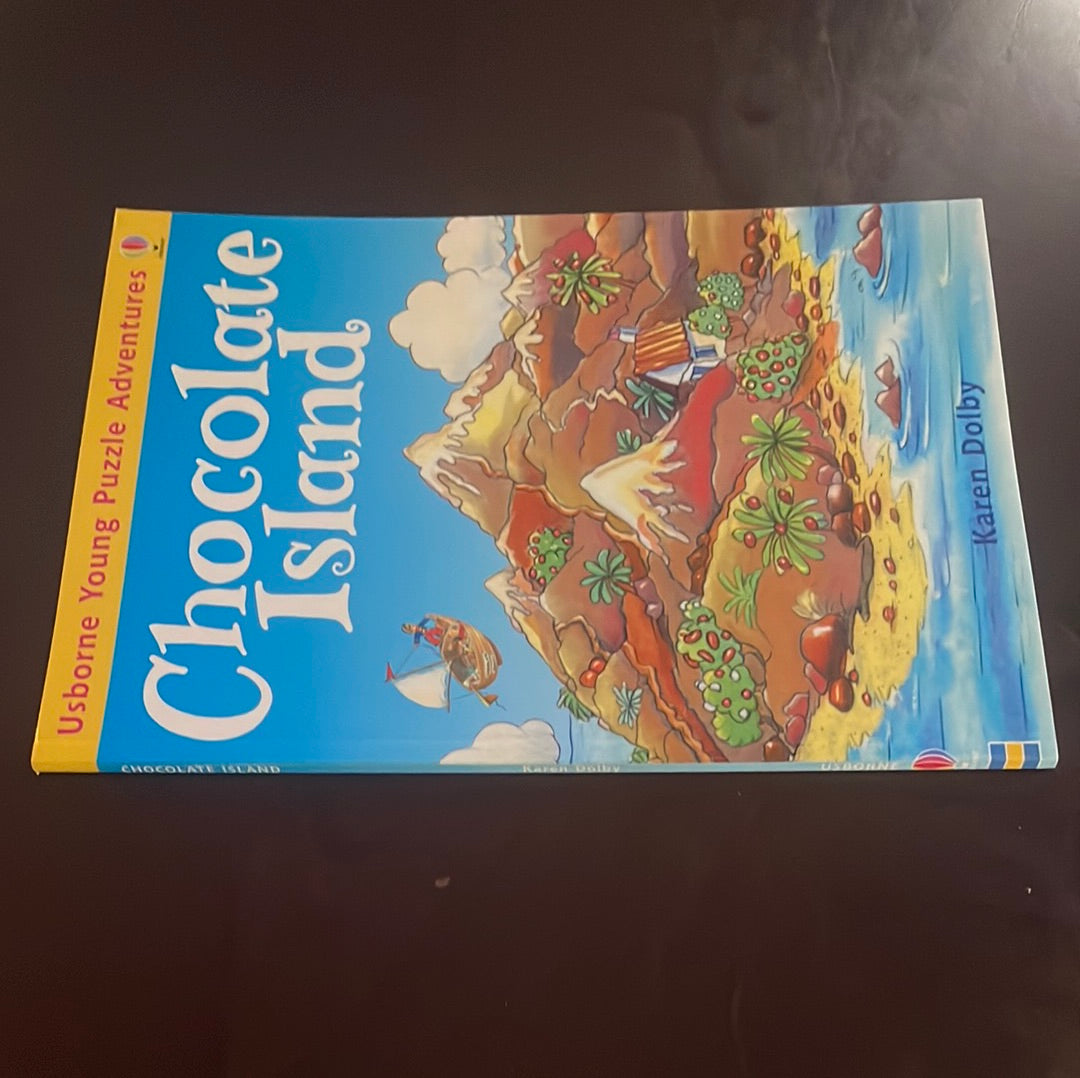 Usborne Young Puzzle Adventures
Chocolate
Island
Karen Dolby
CHOCOLATE ISLAND
Karen Dolby
USBORNE